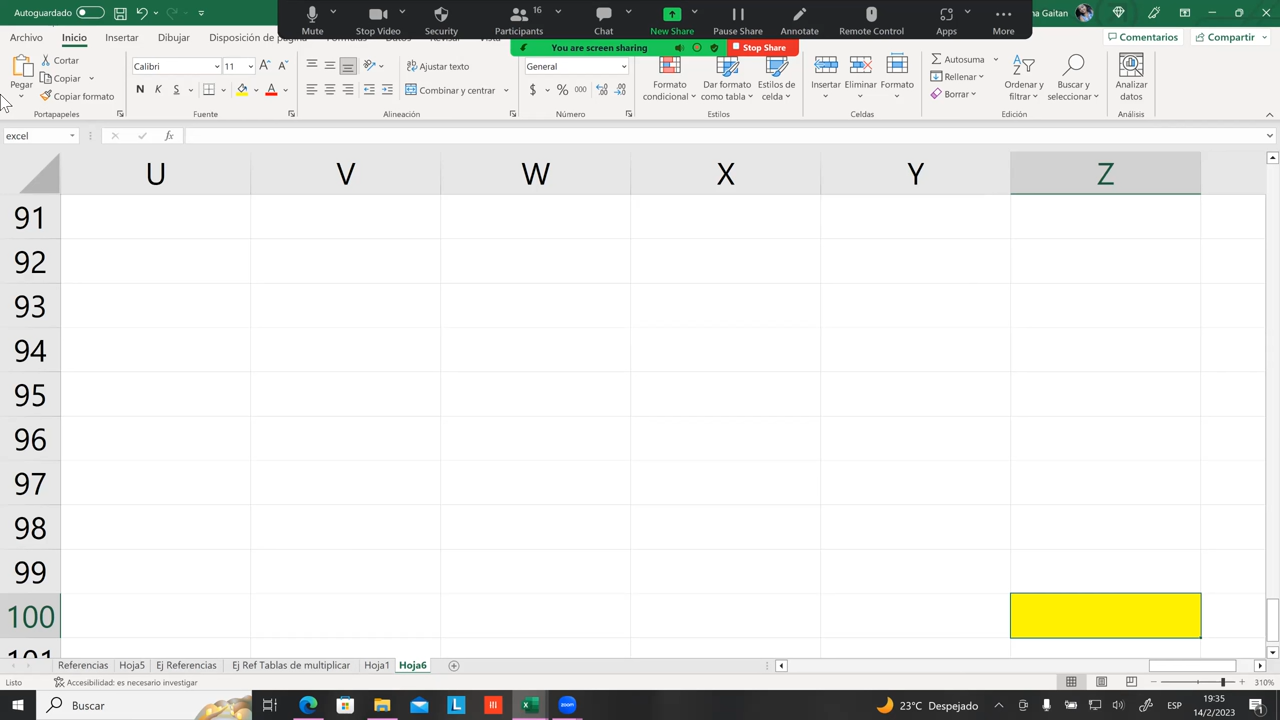 Autoguardado
16
na Gaitan
Mute
Stop Video
Security
Participants
Chat
New Share
Pause Share
Annotate
Remote Control
Apps
More
Archivo
Inicio
Insertar
Dibujar
Disposición de
You are screen sharing
Stop Share
Comentarios
Compartir
Pegar
Cortar
Copiar
Copiar formato
Calibri
11
N K S
Ajustar texto
Combinar y centrar
General
$ % 000
Formato condicional
Dar formato como tabla
Estilos de celda
Insertar
Eliminar
Formato
Autosuma
Rellenar
Borrar
Ordenar y filtrar
Buscar y seleccionar
Analizar datos
Portapapeles
Fuente
Alineación
Número
Estilos
Celdas
Edición
Análisis
excel
fx
U V W X Y Z
91
92
93
94
95
96
97
98
99
100
101
Referencias
Hoja5
Ej Referencias
Ej Ref Tablas de multiplicar
Hoja1
Hoja6
Listo
Accesibilidad: es necesario investigar
310%
Buscar
zoom
23°C Despejado
ESP
19:35
14/2/2023
1